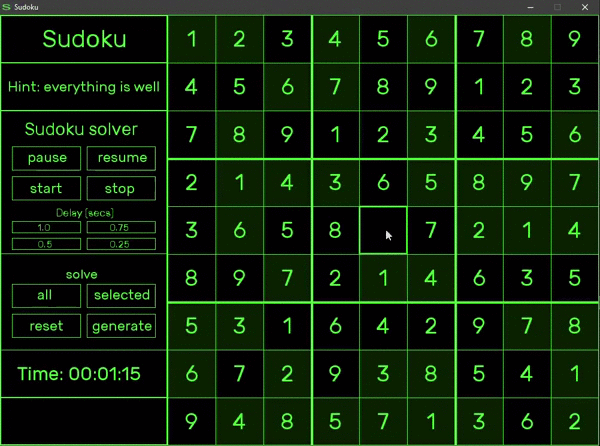 Sudoku
Sudoku
Hint: everything is well
Sudoku solver
pause resume
start stop
Delay [secs]
1.0 0.75
0.5 0.25
solve
all selected
reset generate
Time: 00:01:15
1 2 3 4 5 6 7 8 9
4 5 6 7 8 9 1 2 3
7 8 9 1 2 3 4 5 6
2 1 4 3 6 5 8 9 7
3 6 5 8 7 2 1 4
8 9 7 2 1 4 6 3 5
5 3 1 6 4 2 9 7 8
6 7 2 9 3 8 5 4 1
9 4 8 5 7 1 3 6 2